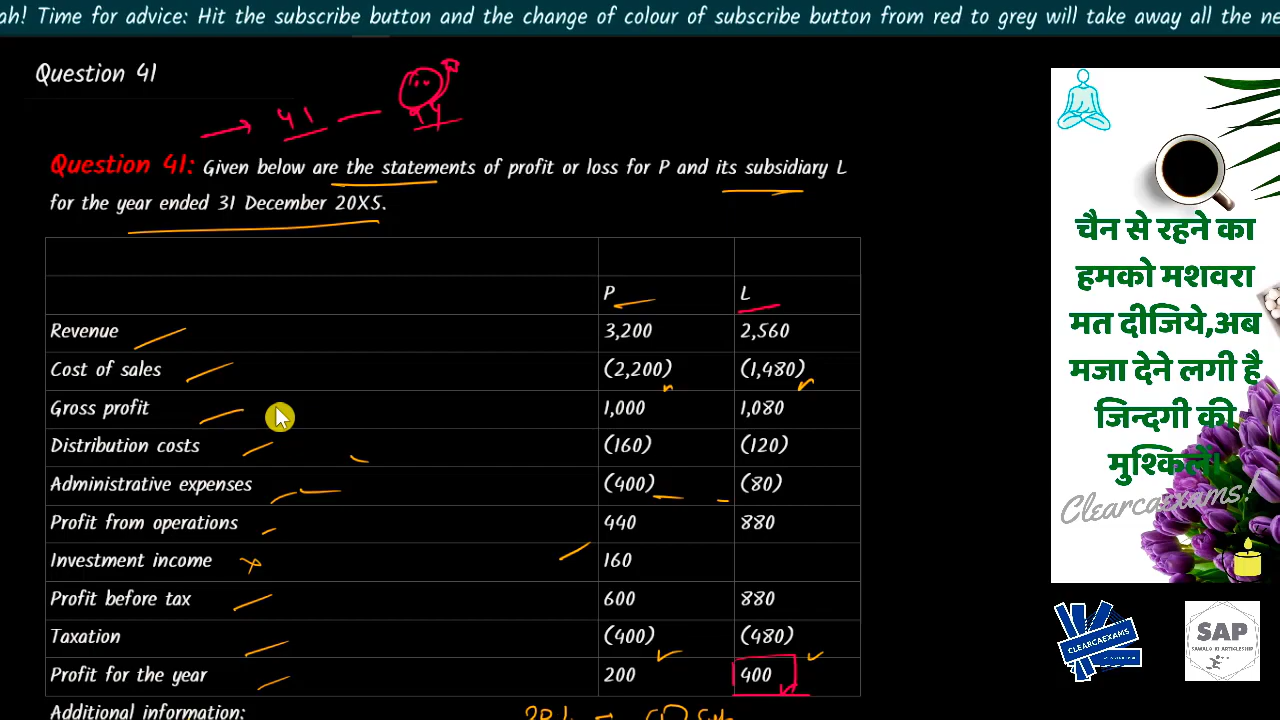 ah! Time for advice: Hit the subscribe button and the change of colour of subscribe button from red to grey will take away all the ne
Question 41
41
44
Question 41: Given below are the statements of profit or loss for P and its subsidiary L
for the year ended 31 December 20X5.
P L
Revenue 3,200 2,560
Cost of sales (2,200) (1,480)
Gross profit 1,000 1,080
Distribution costs (160) (120)
Administrative expenses (400) (80)
Profit from operations 440 880
Investment income 160
Profit before tax 600 880
Taxation (400) (480)
Profit for the year 200 400
Additional information:
चैन से रहने का
हमको मशवरा
मत दीजिये,अब
मजा देने लगी है
जिन्दगी की
मुश्किलें।
Clearcaexams!
CLEARCAEXAMS
SAP
SAWALO KI ARTICLESHIP